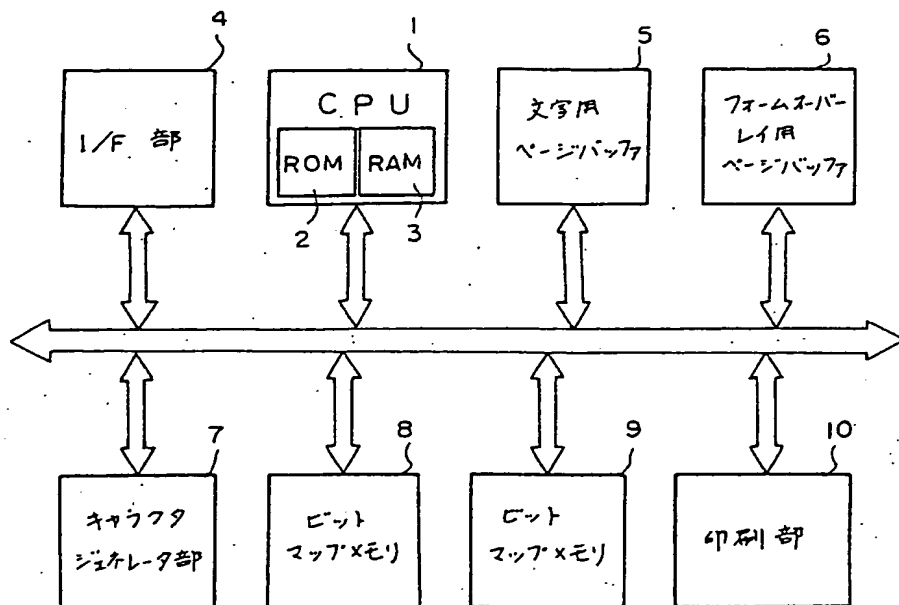 4
1
5
6
I/F 部
CPU
ROM
RAM
2
3
文字用
ページバッファ
フォームオーバー
レイ用
ページバッファ
7
8
9
10
キャラクタ
ジェネレータ部
ビット
マップメモリ
ビット
マップメモリ
印刷部